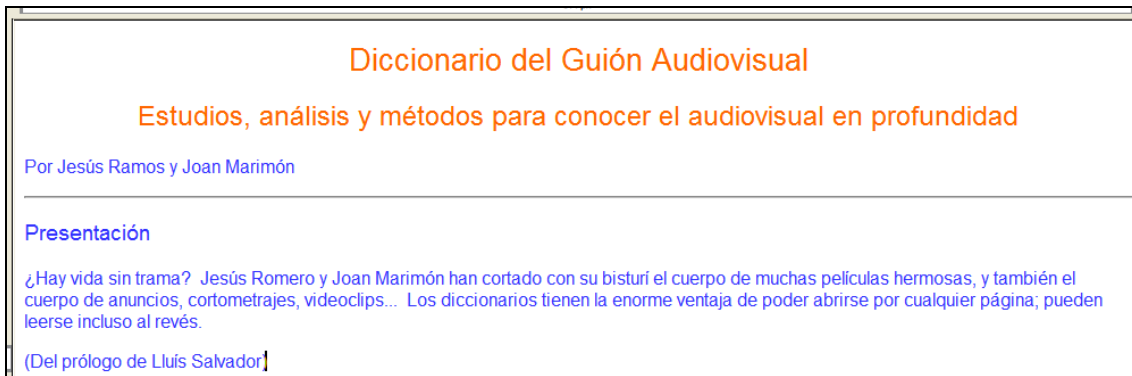 Diccionario del Guión Audiovisual
Estudios, análisis y métodos para conocer el audiovisual en profundidad
Por Jesús Ramos y Joan Marimón
Presentación
¿Hay vida sin trama? Jesús Romero y Joan Marimón han cortado con su bisturí el cuerpo de muchas películas hermosas, y también el
cuerpo de anuncios, cortometrajes, videoclips... Los diccionarios tienen la enorme ventaja de poder abrirse por cualquier página; pueden
leerse incluso al revés.
(Del prólogo de Lluís Salvador)